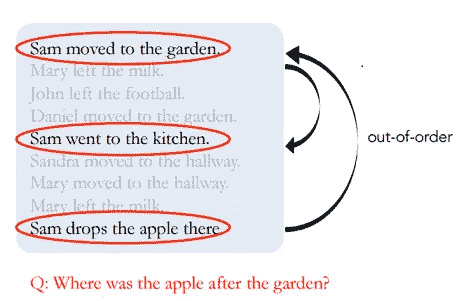 Sam moved to the garden.
Mary left the milk.
John left the football.
Daniel moved to the garden.
Sam went to the kitchen.
Sandra moved to the hallway.
Mary moved to the hallway.
Mary left the milk.
Sam drops the apple there
out-of-order
Q: Where was the apple after the garden?